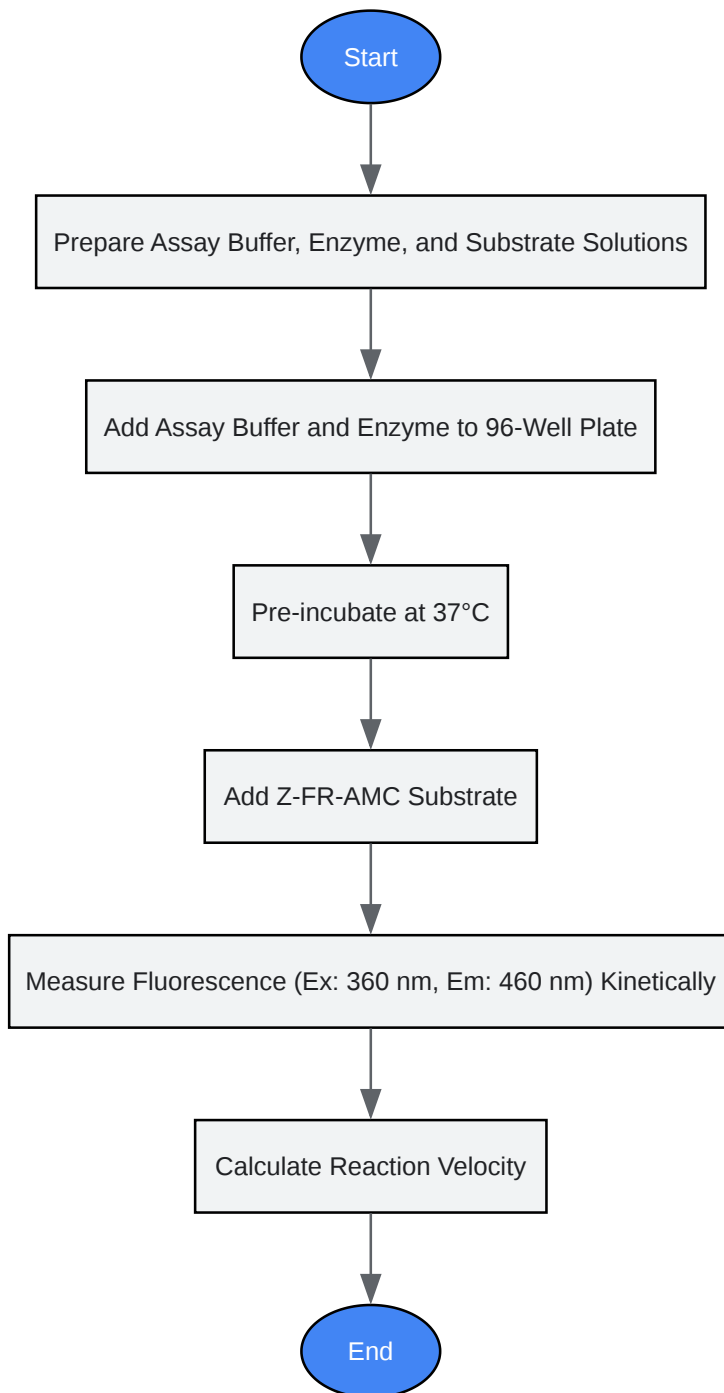 Start
Prepare Assay Buffer, Enzyme, and Substrate Solutions
Add Assay Buffer and Enzyme to 96-Well Plate
Pre-incubate at 37°C
Add Z-FR-AMC Substrate
Measure Fluorescence (Ex: 360 nm, Em: 460 nm) Kinetically
Calculate Reaction Velocity
End